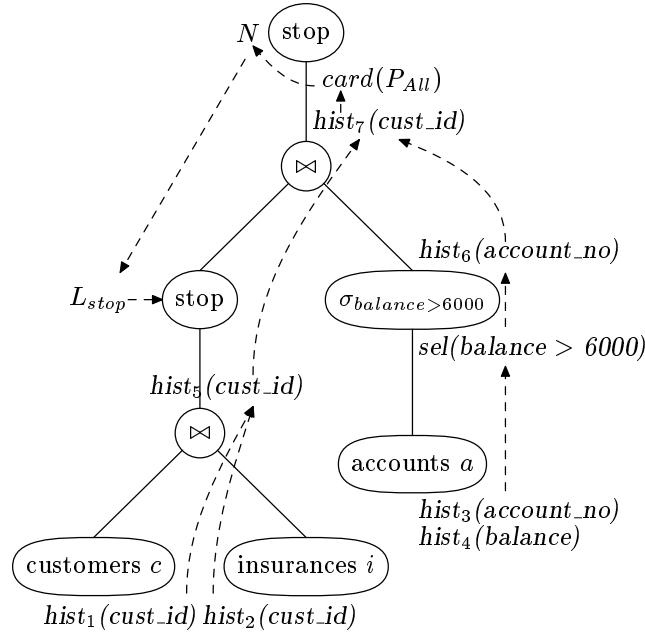 N stop
card(P_All)
hist_7(cust_id)
⋈
hist_6(account_no)
L_stop stop σ_balance>6000
sel(balance > 6000)
hist_5(cust_id)
⋈
accounts a
hist_3(account_no)
hist_4(balance)
customers c insurances i
hist_1(cust_id) hist_2(cust_id)